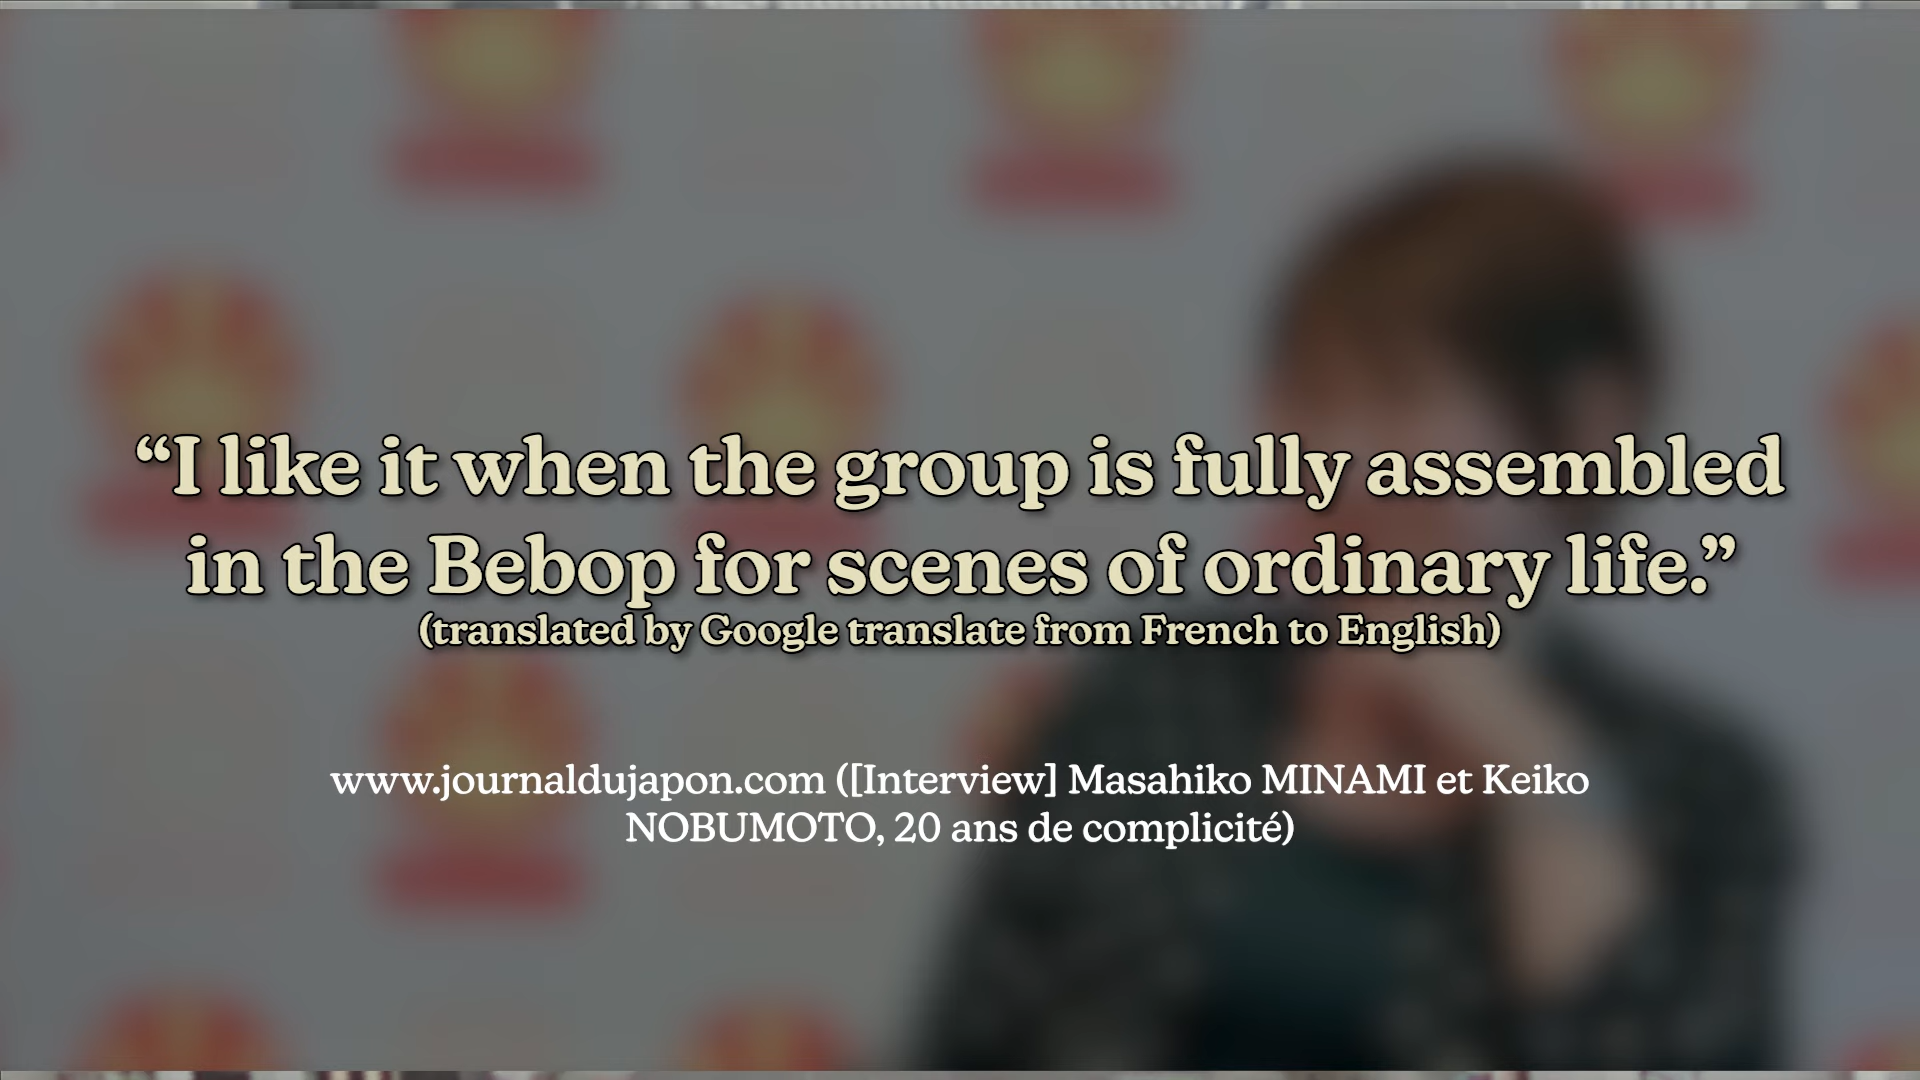 “I like it when the group is fully assembled
in the Bebop for scenes of ordinary life.”
(translated by Google translate from French to English)
www.journaldujapon.com ([Interview] Masahiko MINAMI et Keiko
NOBUMOTO, 20 ans de complicité)